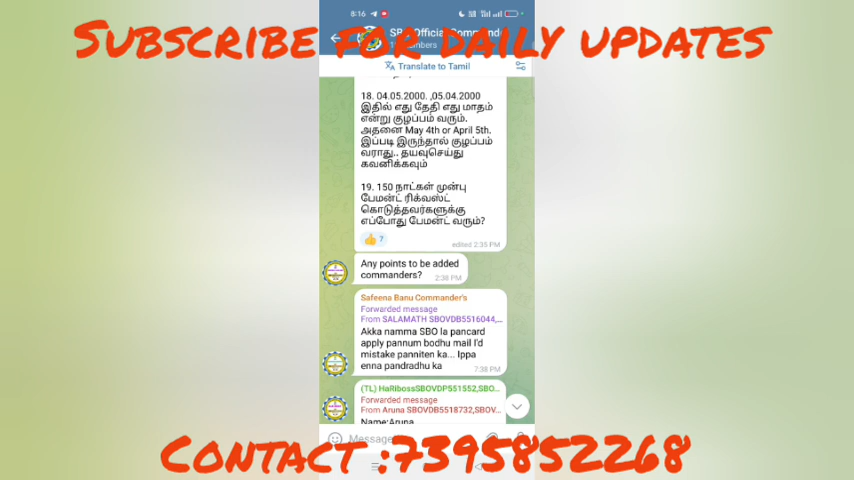 SUBSCRIBE FOR DAILY UPDATES
8:16
Translate to Tamil
18. 04.05.2000. ,05.04.2000
இதில் எது தேதி எது மாதம்
என்று குழப்பம் வரும்.
அதனை May 4th or April 5th.
இப்படி இருந்தால் குழப்பம்
வராது.. தயவுசெய்து
கவனிக்கவும்
19. 150 நாட்கள் முன்பு
பேமன்ட் ரிக்வஸ்ட்
கொடுத்தவர்களுக்கு
எப்போது பேமன்ட் வரும்?
👍 7
edited 2:35 PM
Any points to be added
commanders?
2:38 PM
Safeena Banu Commander's
Forwarded message
From SALAMATH SBOVDB5516044,...
Akka namma SBO la pancard
apply pannum bodhu mail I'd
mistake panniten ka... Ippa
enna pandradhu ka
7:38 PM
(TL) HaRibossSBOVDP551552,SBO...
Forwarded message
From Aruna SBOVDB5518732,SBOV...
Name:Aruna
Message
CONTACT :7395852268